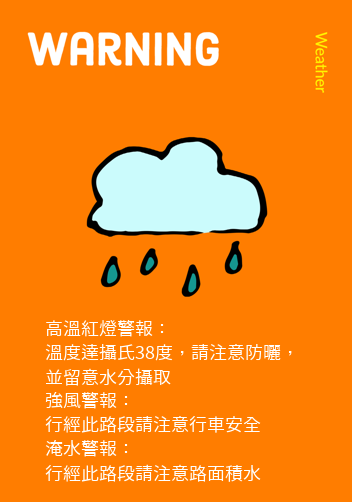 WARNING
Weather
高溫紅燈警報：
溫度達攝氏38度，請注意防曬，
並留意水分攝取
強風警報：
行經此路段請注意行車安全
淹水警報：
行經此路段請注意路面積水